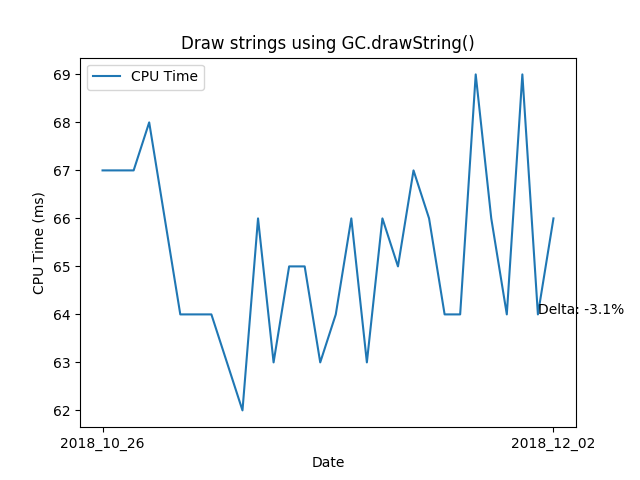 Draw strings using GC.drawString()
CPU Time
69
68
67
66
65
64
63
62
CPU Time (ms)
Delta: -3.1%
2018_10_26
2018_12_02
Date